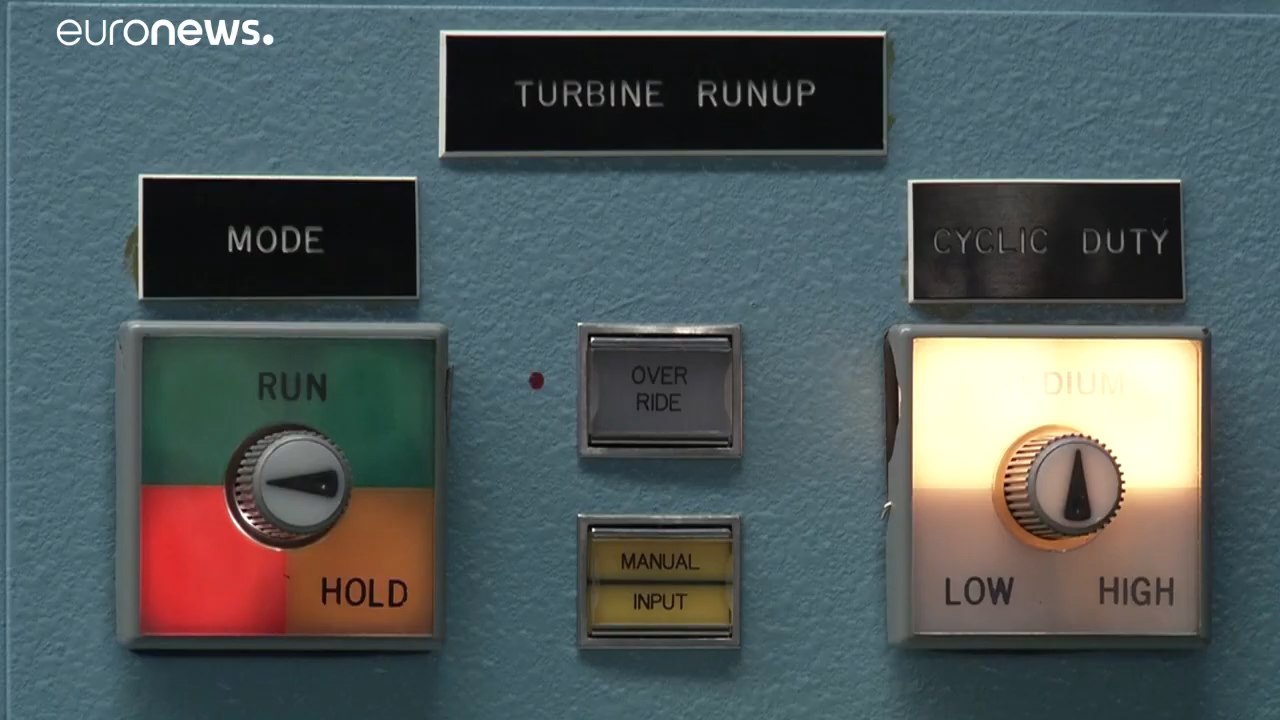 euronews.
TURBINE RUNUP
MODE
CYCLIC DUTY
RUN
OVER
RIDE
HOLD
MANUAL
INPUT
LOW
HIGH